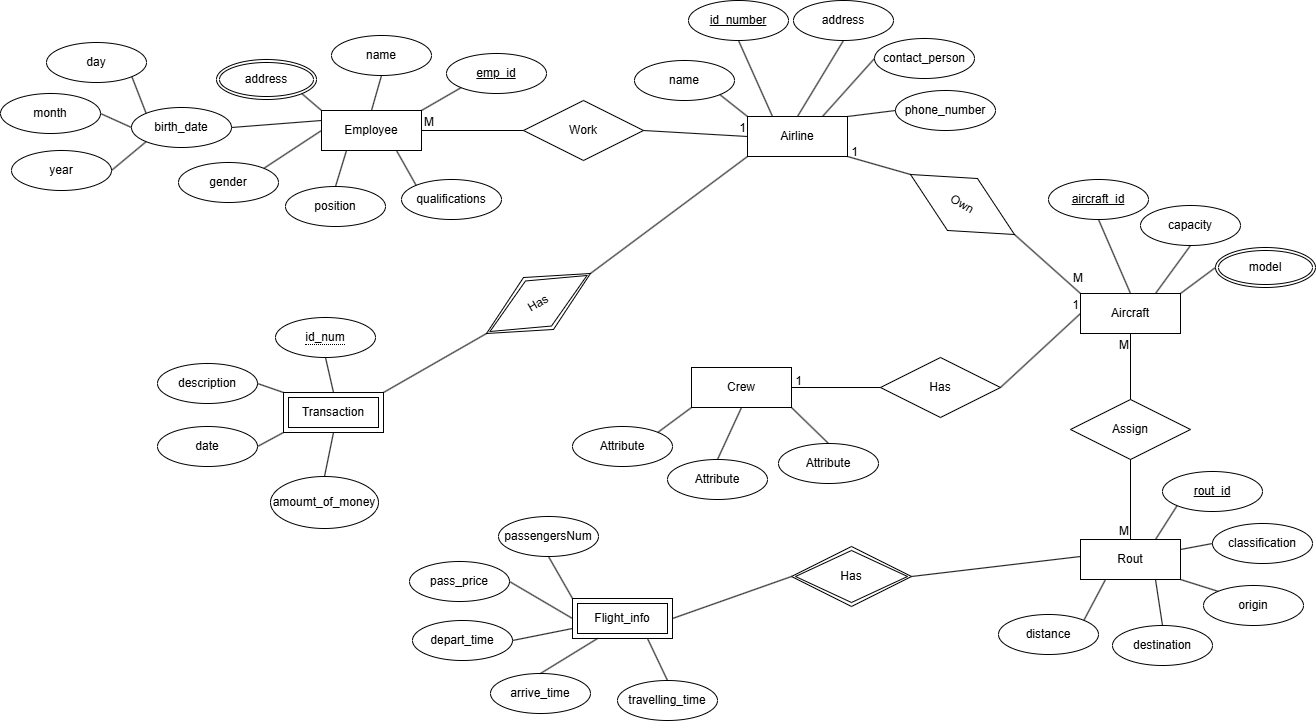 id_number
address
name
contact_person
day
address
emp_id
name
phone_number
month
birth_date
Employee
M
Work
1
Airline
1
year
gender
position
qualifications
Own
aircraft_id
capacity
model
M
Has
1
Aircraft
id_num
M
description
Transaction
Crew
1
Has
date
Attribute
Attribute
Attribute
Assign
amoumt_of_money
rout_id
passengersNum
M
classification
pass_price
Has
Rout
Flight_info
origin
depart_time
distance
destination
arrive_time
travelling_time